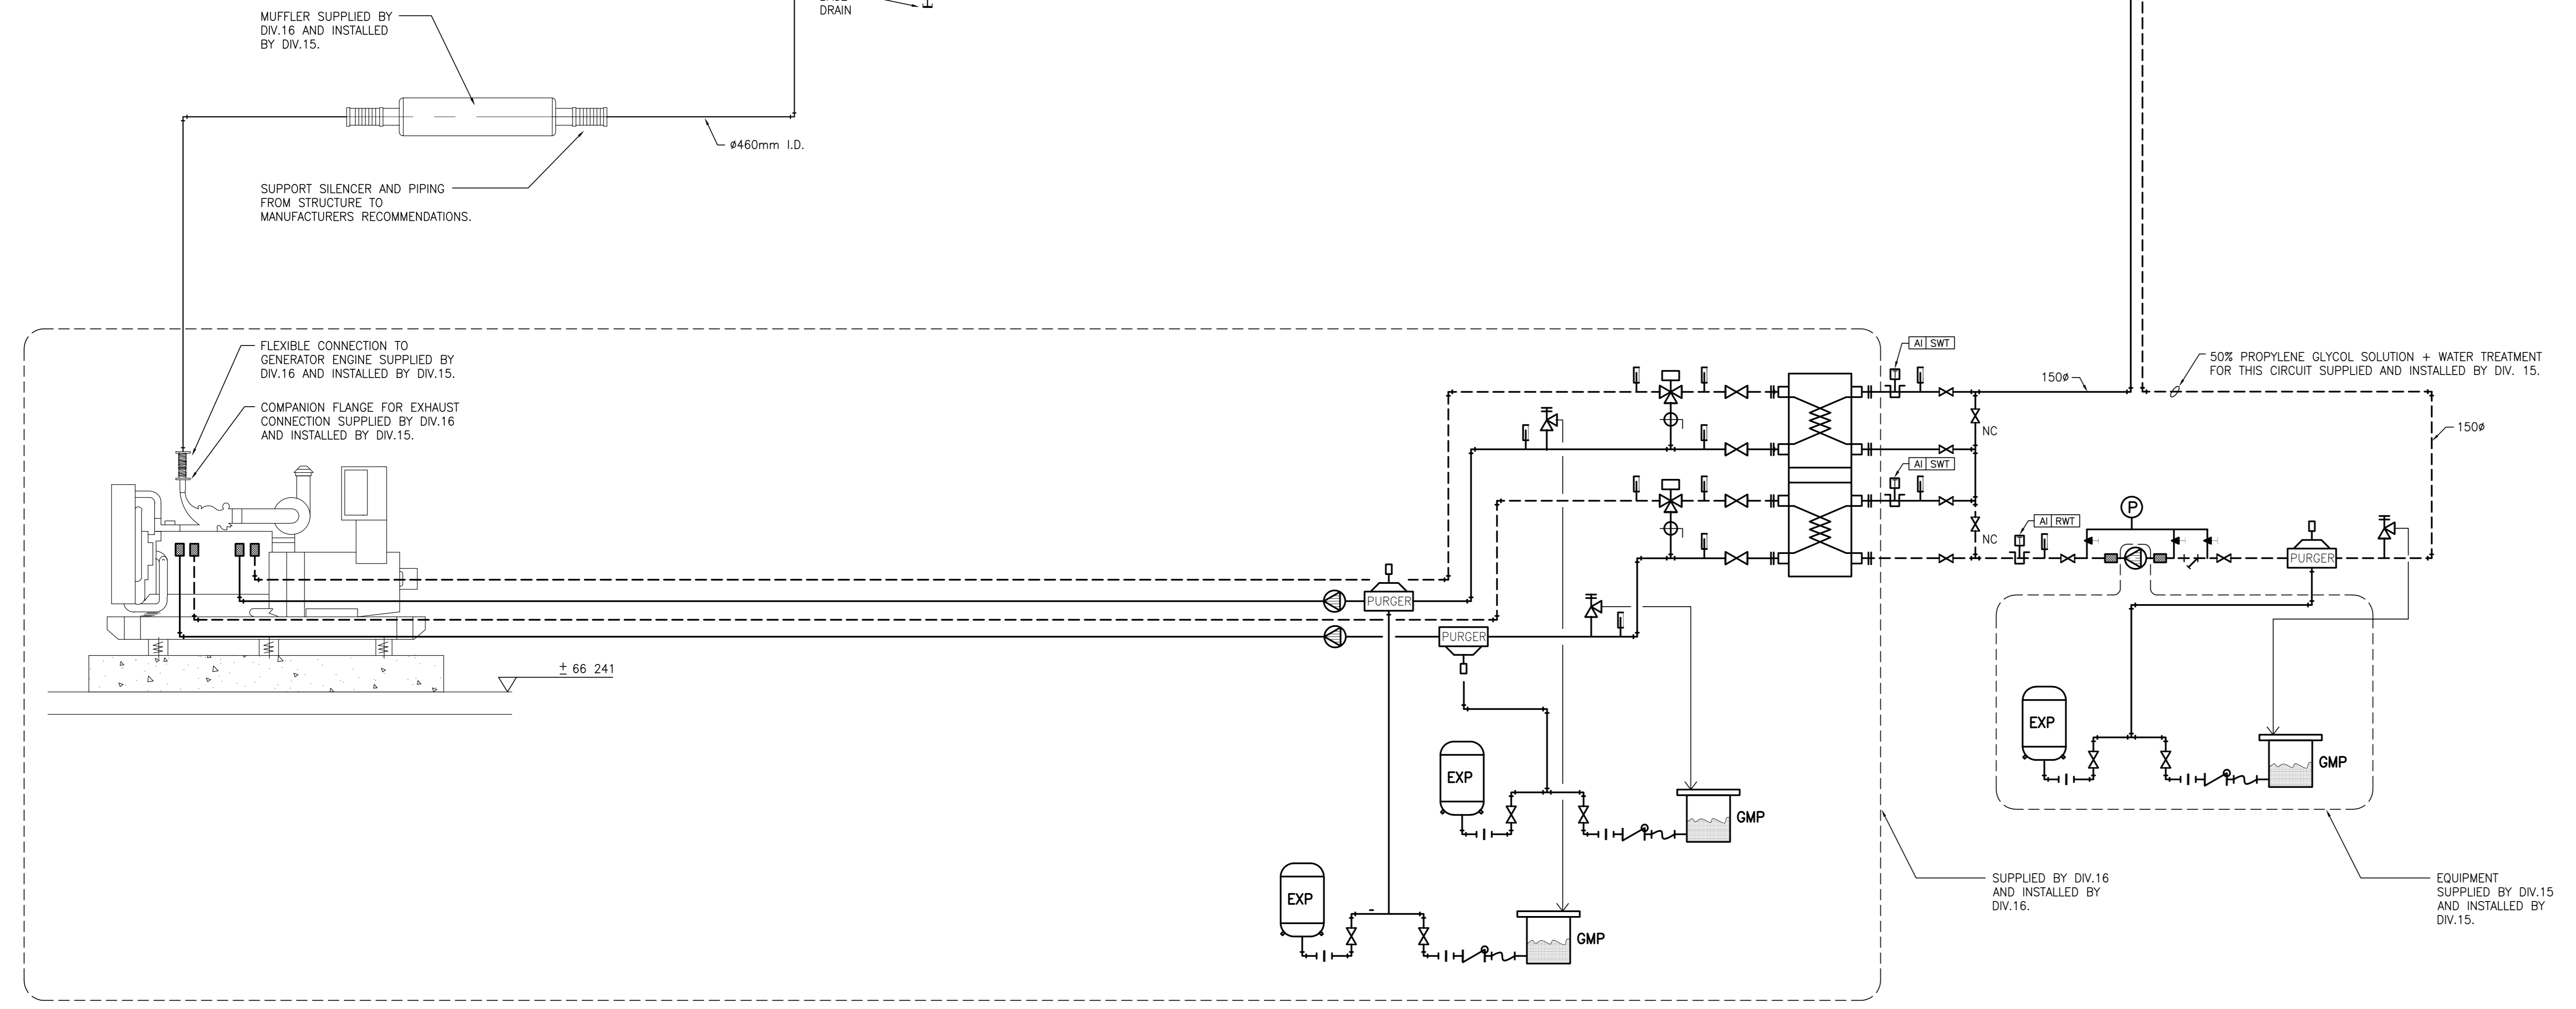 MUFFLER SUPPLIED BY
DIV.16 AND INSTALLED
BY DIV.15.
DRAIN
ø460mm I.D.
SUPPORT SILENCER AND PIPING
FROM STRUCTURE TO
MANUFACTURERS RECOMMENDATIONS.
FLEXIBLE CONNECTION TO
GENERATOR ENGINE SUPPLIED BY
DIV.16 AND INSTALLED BY DIV.15.
COMPANION FLANGE FOR EXHAUST
CONNECTION SUPPLIED BY DIV.16
AND INSTALLED BY DIV.15.
± 66 241
AI SWT
150ø
50% PROPYLENE GLYCOL SOLUTION + WATER TREATMENT
FOR THIS CIRCUIT SUPPLIED AND INSTALLED BY DIV. 15.
NC
150ø
AI SWT
P
AI RWT
NC
PURGER
PURGER
PURGER
EXP
GMP
EXP
GMP
EXP
GMP
SUPPLIED BY DIV.16
AND INSTALLED BY
DIV.16.
EQUIPMENT
SUPPLIED BY DIV.15
AND INSTALLED BY
DIV.15.